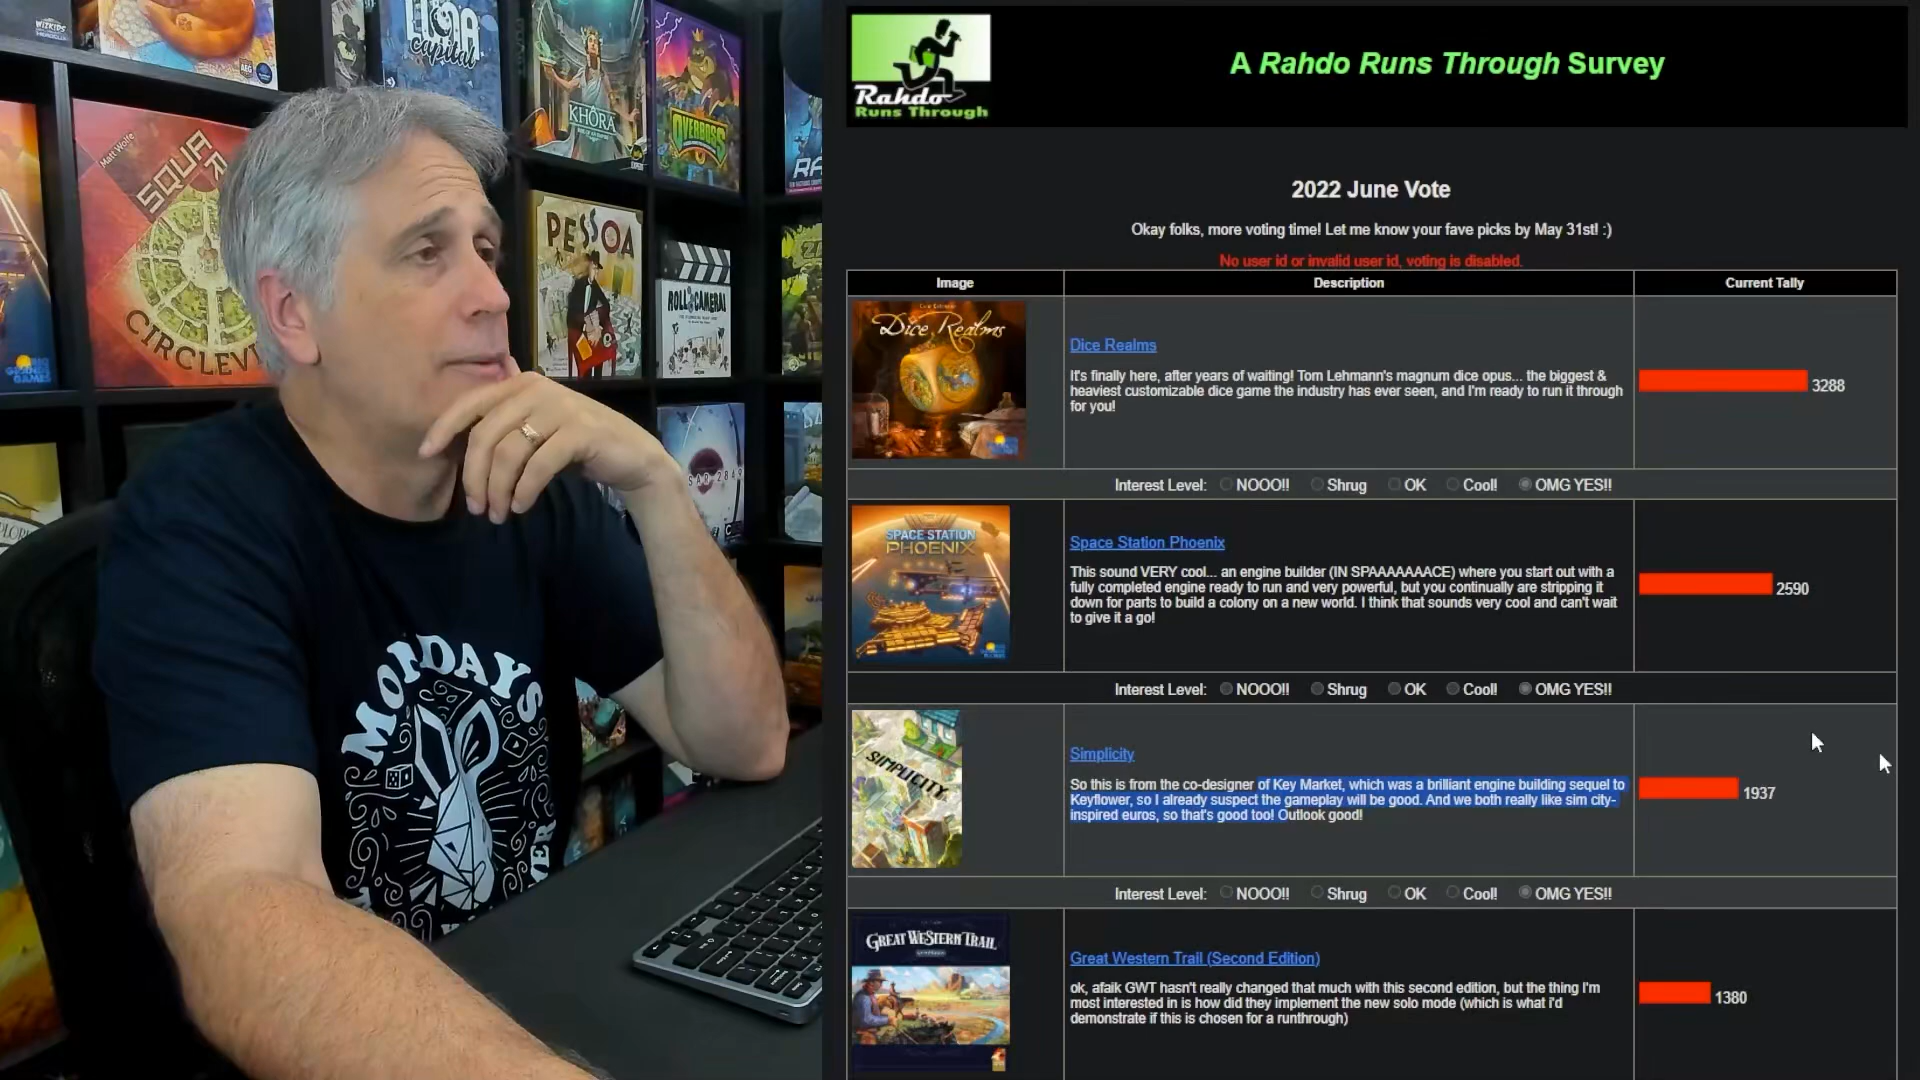 WIZKIDS
LUNA
capital
AEG
KHÔRA
OVERBOSS
RA
Matt Wolfe
SQUAR
CIRCLEVI
RIO
GRANDE
GAMES
PESSOA
ROLL CAMERA!
MONDAYS
Rahdo
Runs Through
A Rahdo Runs Through Survey
2022 June Vote
Okay folks, more voting time! Let me know your fave picks by May 31st! :)
No user id or invalid user id, voting is disabled.
Image Description Current Tally
Dice Realms
Dice Realms
It's finally here, after years of waiting! Tom Lehmann's magnum dice opus... the biggest &
heaviest customizable dice game the industry has ever seen, and I'm ready to run it through
for you!
3288
Interest Level: NOOO!! Shrug OK Cool! OMG YES!!
SPACE STATION
PHOENIX
Space Station Phoenix
This sound VERY cool... an engine builder (IN SPAAAAAAACE) where you start out with a
fully completed engine ready to run and very powerful, but you continually are stripping it
down for parts to build a colony on a new world. I think that sounds very cool and can't wait
to give it a go!
2590
Interest Level: NOOO!! Shrug OK Cool! OMG YES!!
SIMPLICITY
Simplicity
So this is from the co-designer of Key Market, which was a brilliant engine building sequel to
Keyflower, so I already suspect the gameplay will be good. And we both really like sim city-
inspired euros, so that's good too! Outlook good!
1937
Interest Level: NOOO!! Shrug OK Cool! OMG YES!!
GREAT WESTERN TRAIL
Great Western Trail (Second Edition)
ok, afaik GWT hasn't really changed that much with this second edition, but the thing I'm
most interested in is how did they implement the new solo mode (which is what i'd
demonstrate if this is chosen for a runthrough)
1380